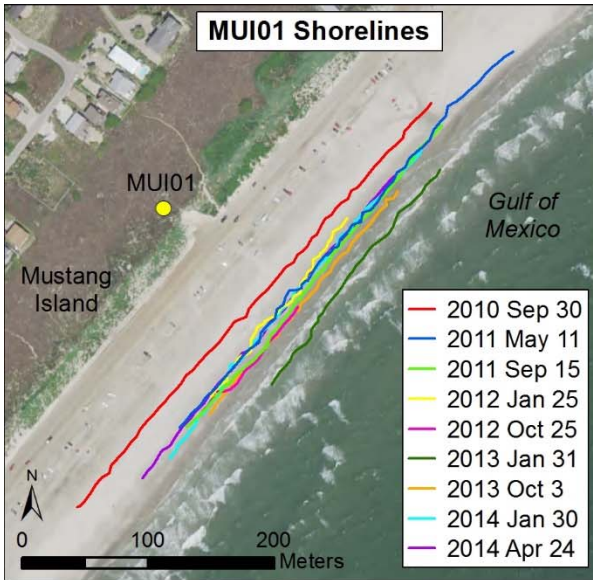 MUI01 Shorelines
MUI01
Gulf of
Mexico
Mustang
Island
2010 Sep 30
2011 May 11
2011 Sep 15
2012 Jan 25
2012 Oct 25
2013 Jan 31
2013 Oct 3
2014 Jan 30
2014 Apr 24
N
0 100 200
Meters